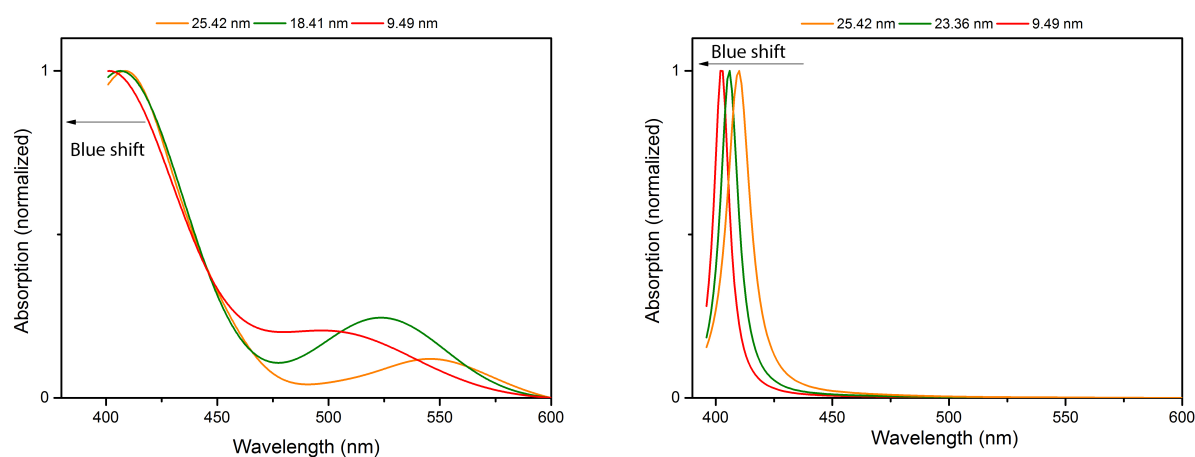 25.42 nm 18.41 nm 9.49 nm
1
Blue shift
0
Absorption (normalized)
400 450 500 550 600
Wavelength (nm)
25.42 nm 23.36 nm 9.49 nm
Blue shift
1
0
Absorption (normalized)
400 450 500 550 600
Wavelength (nm)